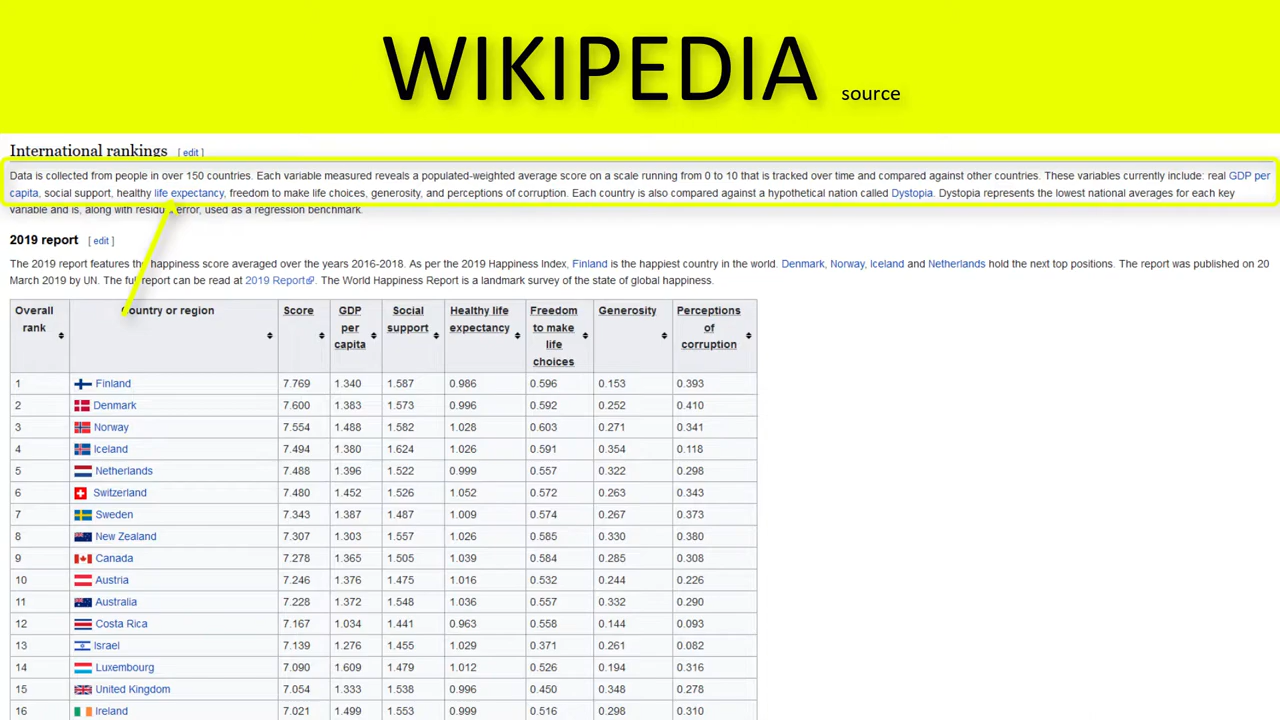 WIKIPEDIA source
International rankings [ edit ]
Data is collected from people in over 150 countries. Each variable measured reveals a populated-weighted average score on a scale running from 0 to 10 that is tracked over time and compared against other countries. These variables currently include: real GDP per
capita, social support, healthy life expectancy, freedom to make life choices, generosity, and perceptions of corruption. Each country is also compared against a hypothetical nation called Dystopia. Dystopia represents the lowest national averages for each key
variable and is, along with residual error, used as a regression benchmark.
2019 report [ edit ]
The 2019 report features the happiness score averaged over the years 2016-2018. As per the 2019 Happiness Index, Finland is the happiest country in the world. Denmark, Norway, Iceland and Netherlands hold the next top positions. The report was published on 20
March 2019 by UN. The full report can be read at 2019 Report. The World Happiness Report is a landmark survey of the state of global happiness.
Overall rank Country or region Score GDP per capita Social support Healthy life expectancy Freedom to make life choices Generosity Perceptions of corruption
1 Finland 7.769 1.340 1.587 0.986 0.596 0.153 0.393
2 Denmark 7.600 1.383 1.573 0.996 0.592 0.252 0.410
3 Norway 7.554 1.488 1.582 1.028 0.603 0.271 0.341
4 Iceland 7.494 1.380 1.624 1.026 0.591 0.354 0.118
5 Netherlands 7.488 1.396 1.522 0.999 0.557 0.322 0.298
6 Switzerland 7.480 1.452 1.526 1.052 0.572 0.263 0.343
7 Sweden 7.343 1.387 1.487 1.009 0.574 0.267 0.373
8 New Zealand 7.307 1.303 1.557 1.026 0.585 0.330 0.380
9 Canada 7.278 1.365 1.505 1.039 0.584 0.285 0.308
10 Austria 7.246 1.376 1.475 1.016 0.532 0.244 0.226
11 Australia 7.228 1.372 1.548 1.036 0.557 0.332 0.290
12 Costa Rica 7.167 1.034 1.441 0.963 0.558 0.144 0.093
13 Israel 7.139 1.276 1.455 1.029 0.371 0.261 0.082
14 Luxembourg 7.090 1.609 1.479 1.012 0.526 0.194 0.316
15 United Kingdom 7.054 1.333 1.538 0.996 0.450 0.348 0.278
16 Ireland 7.021 1.499 1.553 0.999 0.516 0.298 0.310